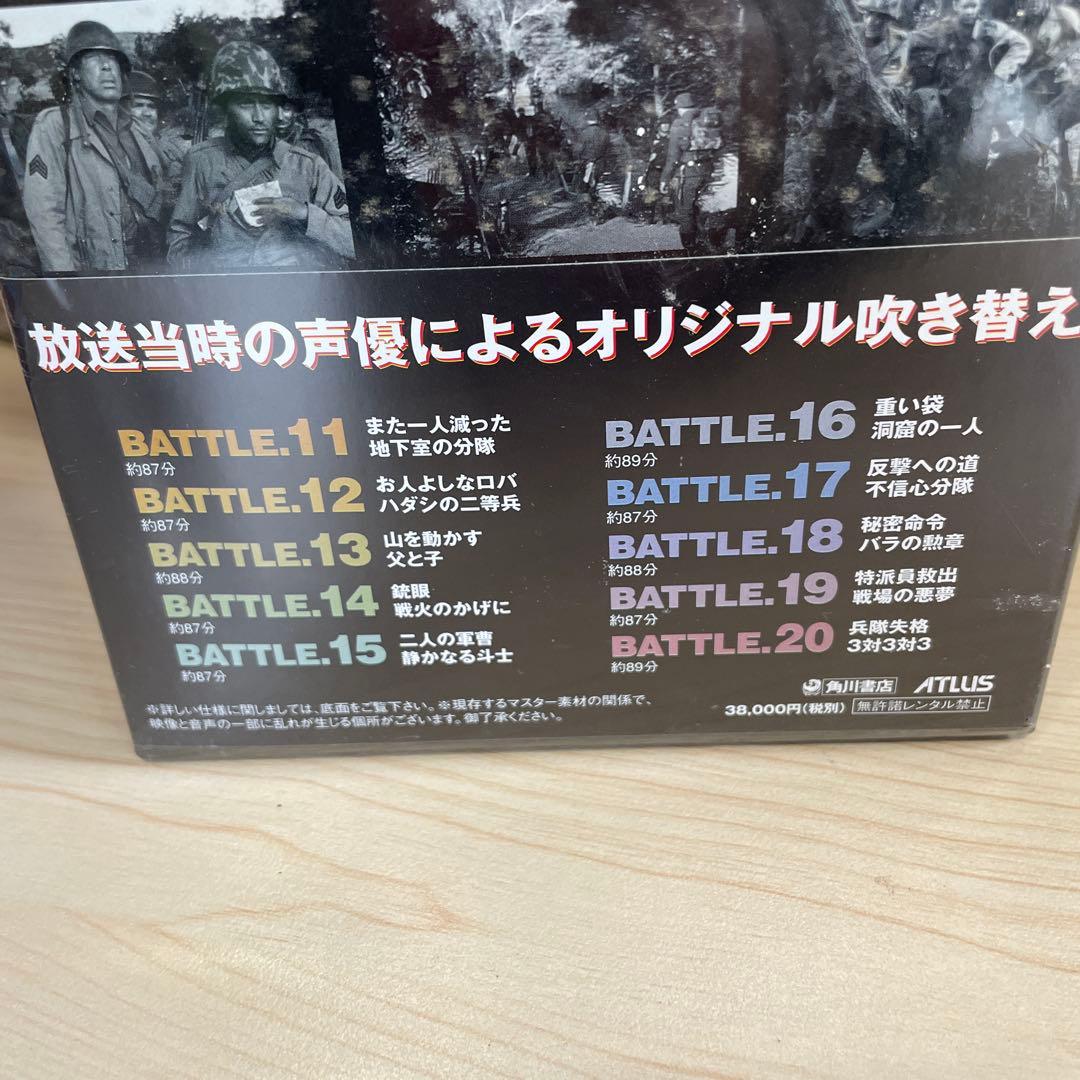 放送当時の声優によるオリジナル吹き替え
BATTLE.11 また一人減った
地下室の分隊
約87分
BATTLE.12 お人よしなロバ
ハダシの二等兵
約87分
BATTLE.13 山を動かす
父と子
約88分
BATTLE.14 銃眼
戦火のかげに
約87分
BATTLE.15 二人の軍曹
静かなる斗士
約87分
BATTLE.16 重い袋
洞窟の一人
約89分
BATTLE.17 反撃への道
不信心分隊
約87分
BATTLE.18 秘密命令
バラの勲章
約88分
BATTLE.19 特派員救出
戦場の悪夢
約87分
BATTLE.20 兵隊失格
3対3対3
約89分
※詳しい仕様に関しましては、底面をご覧下さい。※現存するマスター素材の関係で、
映像と音声の一部に乱れが生じる個所がございます。御了承ください。
角川書店 ATLUS
38,000円(税別) 無許諾レンタル禁止